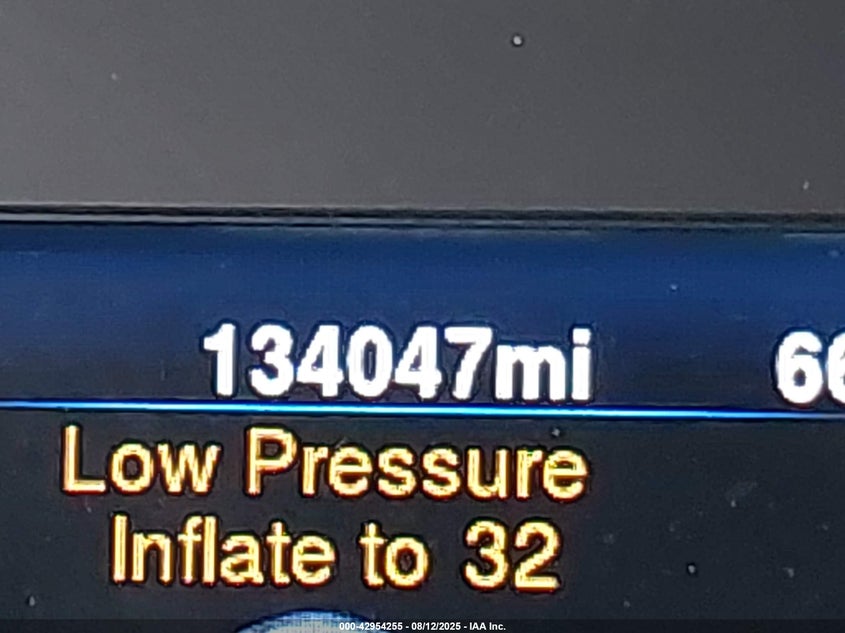 134047mi
Low Pressure
Inflate to 32
000-42954255 - 08/12/2025 - IAA Inc.